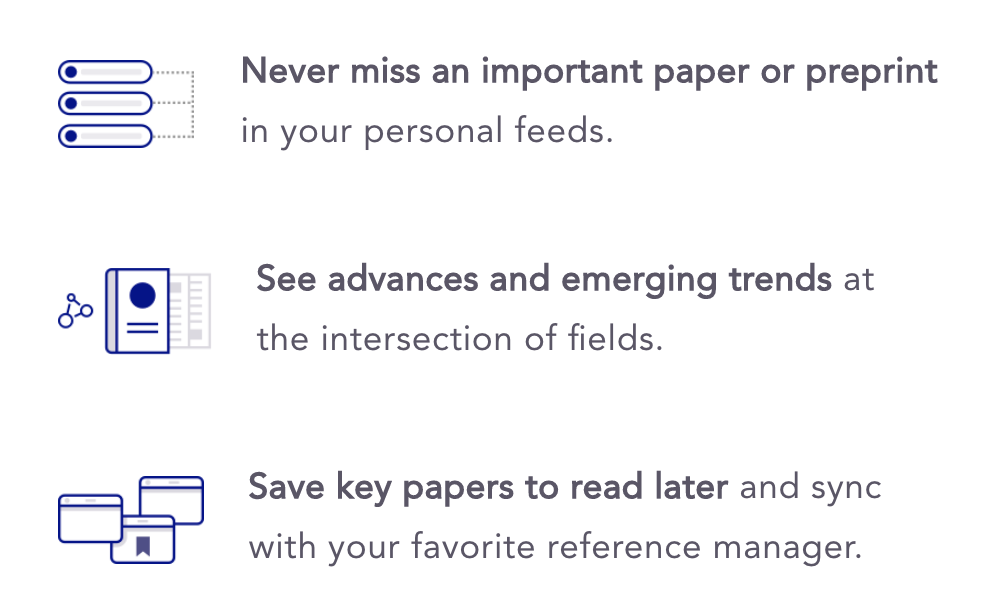 Never miss an important paper or preprint
in your personal feeds.
See advances and emerging trends at
the intersection of fields.
Save key papers to read later and sync
with your favorite reference manager.